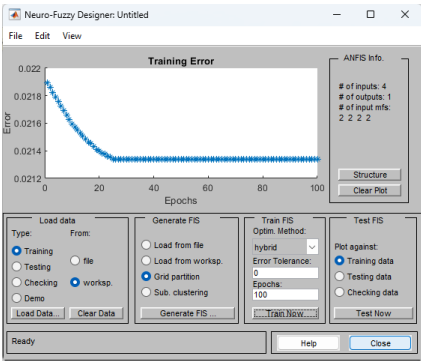 Neuro-Fuzzy Designer: Untitled
File Edit View
Training Error
0.022
0.0218
0.0216
0.0214
0.0212
Error
0 20 40 60 80 100
Epochs
ANFIS Info.
# of inputs: 4
# of outputs: 1
# of input mfs:
2 2 2 2
Structure
Clear Plot
Load data
Type: From:
Training
Testing
Checking
Demo
file
worksp.
Load Data... Clear Data
Generate FIS
Load from file
Load from worksp.
Grid partition
Sub. clustering
Generate FIS ...
Train FIS
Optim. Method:
hybrid
Error Tolerance:
0
Epochs:
100
Train Now
Test FIS
Plot against:
Training data
Testing data
Checking data
Test Now
Ready
Help Close